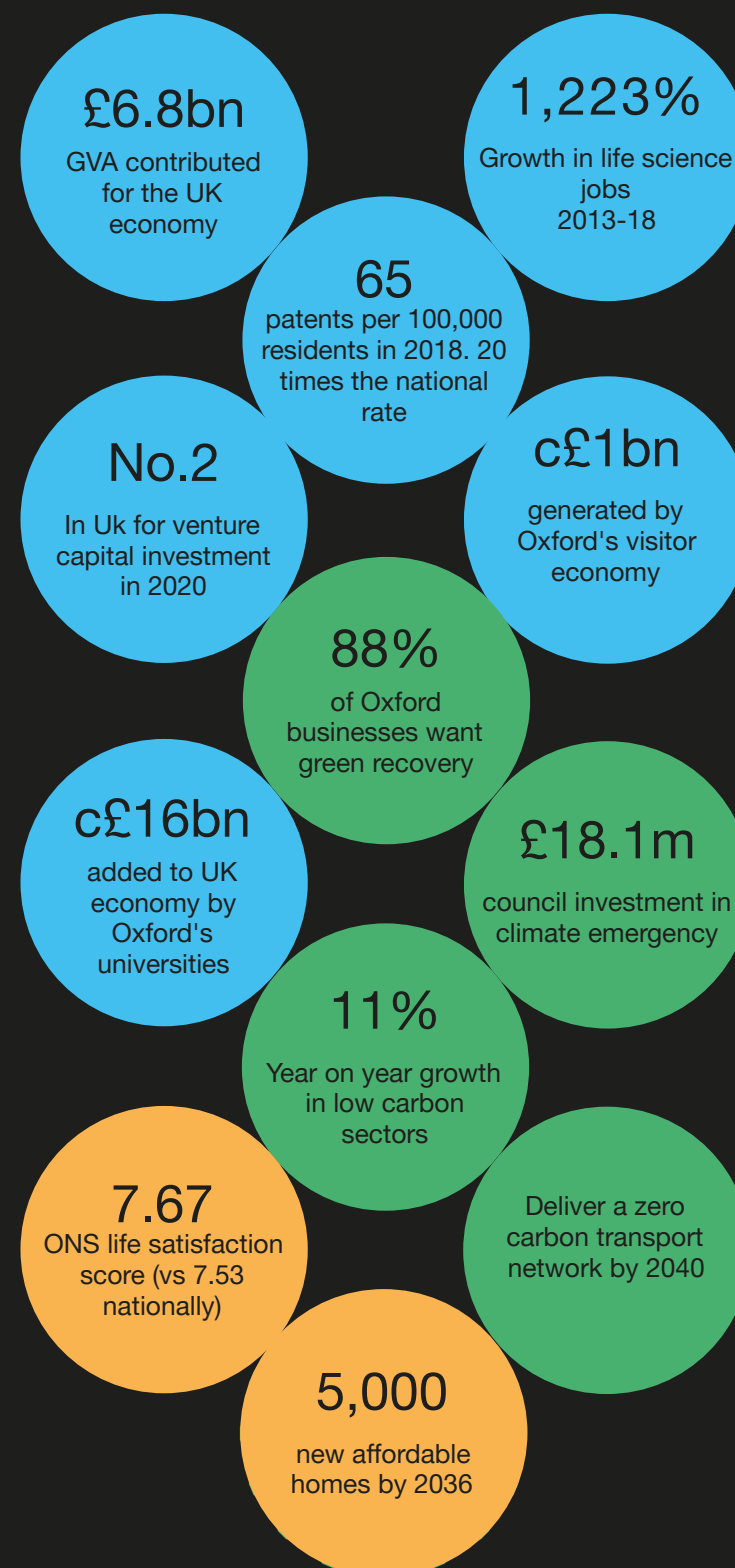 £6.8bn
GVA contributed
for the UK
economy
1,223%
Growth in life science
jobs
2013-18
65
patents per 100,000
residents in 2018. 20
times the national
rate
No.2
In Uk for venture
capital investment
in 2020
c£1bn
generated by
Oxford's visitor
economy
88%
of Oxford
businesses want
green recovery
c£16bn
added to UK
economy by
Oxford's
universities
£18.1m
council investment in
climate emergency
11%
Year on year growth
in low carbon
sectors
7.67
ONS life satisfaction
score (vs 7.53
nationally)
Deliver a zero
carbon transport
network by 2040
5,000
new affordable
homes by 2036